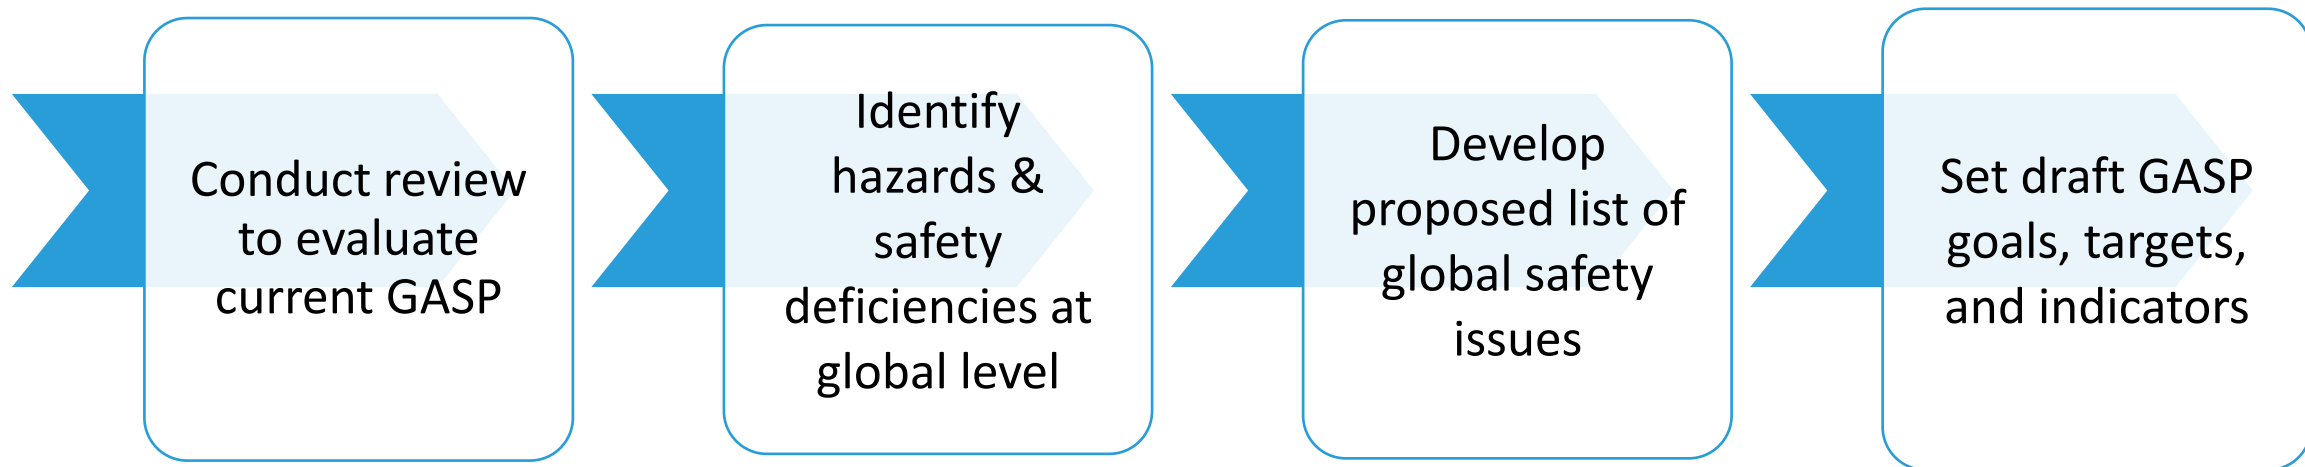 Conduct review
to evaluate
current GASP
Identify
hazards &
safety
deficiencies at
global level
Develop
proposed list of
global safety
issues
Set draft GASP
goals, targets,
and indicators